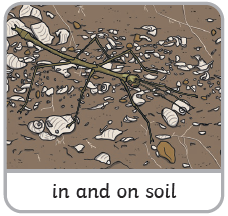 in and on soil